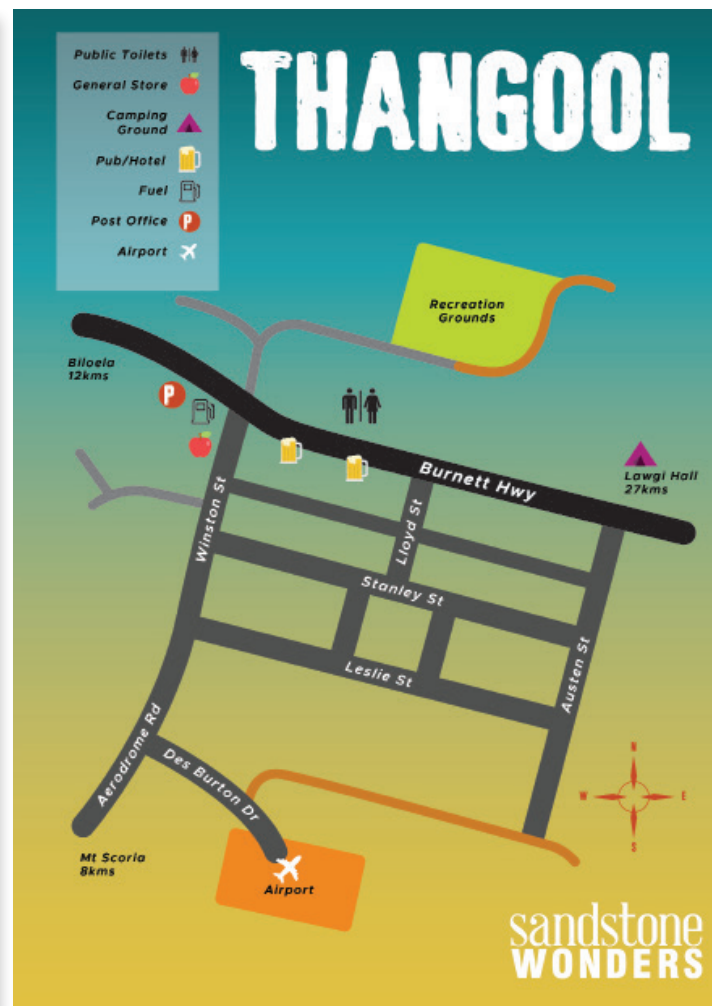 THANGOOL
Public Toilets
General Store
Camping
Ground
Pub/Hotel
Fuel
Post Office
P
Airport
Recreation
Grounds
Biloela
12kms
P
Burnett Hwy
Lawgi Hall
27kms
Winston St
Lloyd St
Stanley St
Leslie St
Austen St
Aerodrome Rd
Des Burton Dr
N
W
E
S
Mt Scoria
8kms
Airport
sandstone
WONDERS